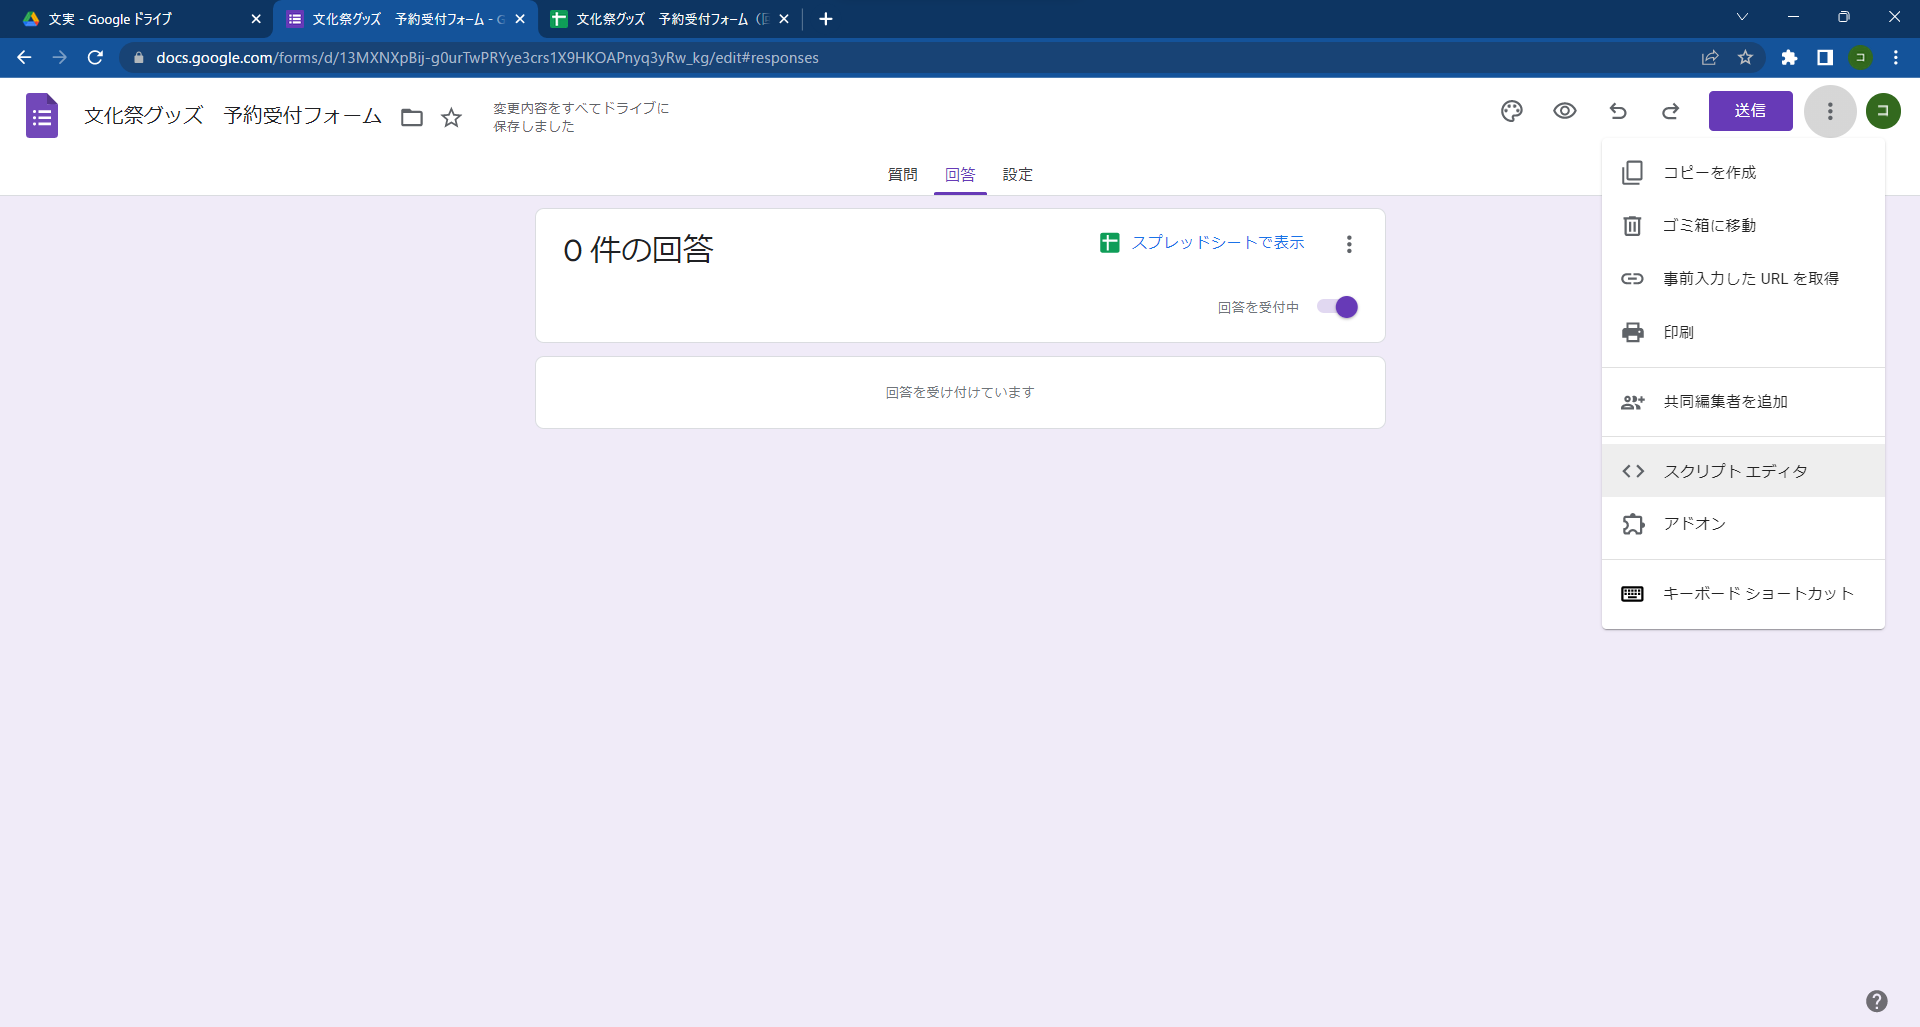 文実 - Google ドライブ
文化祭グッズ　予約受付フォーム - G
文化祭グッズ　予約受付フォーム（回
docs.google.com/forms/d/13MXNXpBij-g0urTwPRYye3crs1X9HKOAPnyq3yRw_kg/edit#responses
コ
文化祭グッズ　予約受付フォーム
変更内容をすべてドライブに
保存しました
送信
コ
質問
回答
設定
0 件の回答
スプレッドシートで表示
回答を受付中
回答を受け付けています
コピーを作成
ゴミ箱に移動
事前入力した URL を取得
印刷
共同編集者を追加
スクリプト エディタ
アドオン
キーボード ショートカット